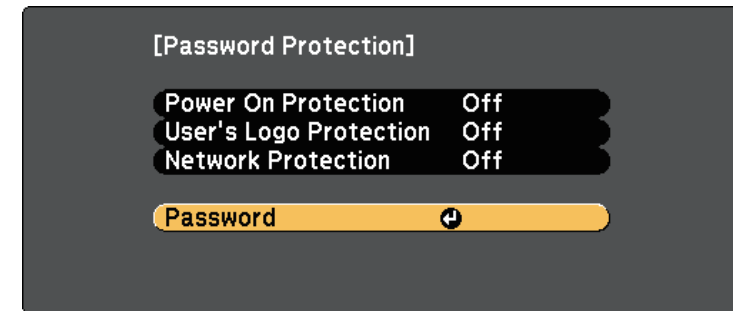 [Password Protection]
Power On Protection Off
User's Logo Protection Off
Network Protection Off
Password